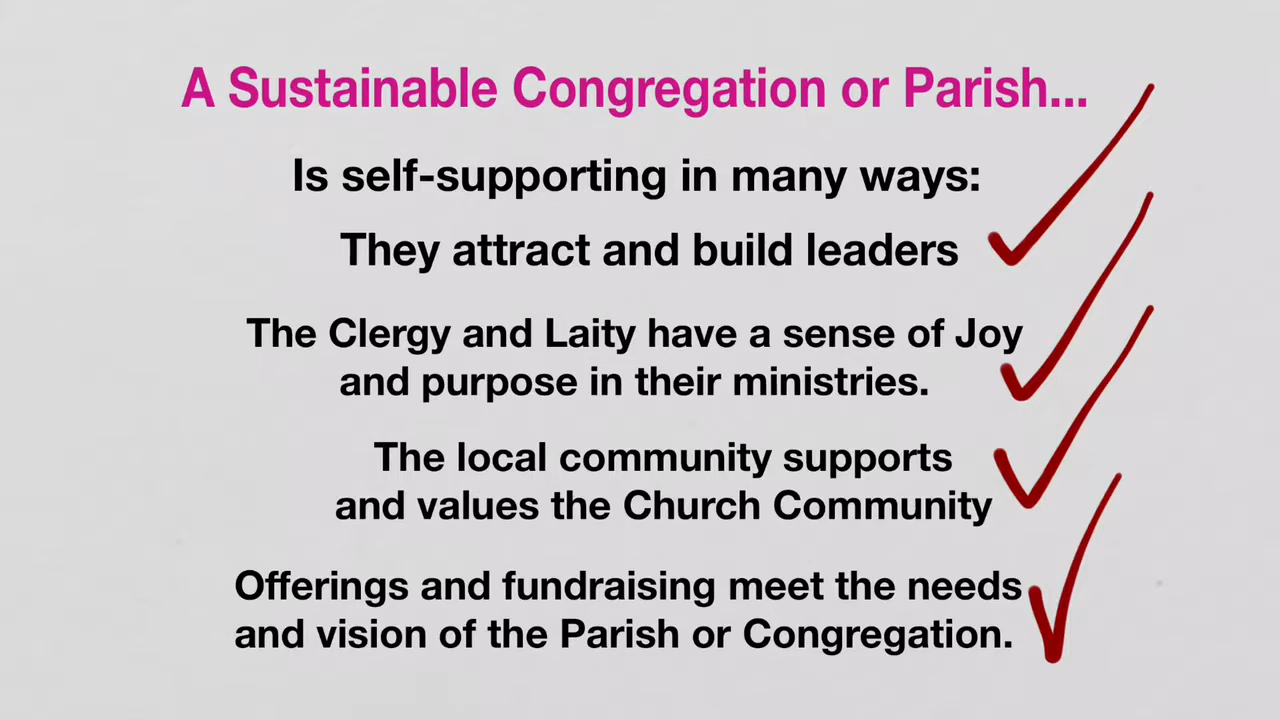 A Sustainable Congregation or Parish...
Is self-supporting in many ways:
They attract and build leaders
The Clergy and Laity have a sense of Joy
and purpose in their ministries.
The local community supports
and values the Church Community
Offerings and fundraising meet the needs
and vision of the Parish or Congregation.